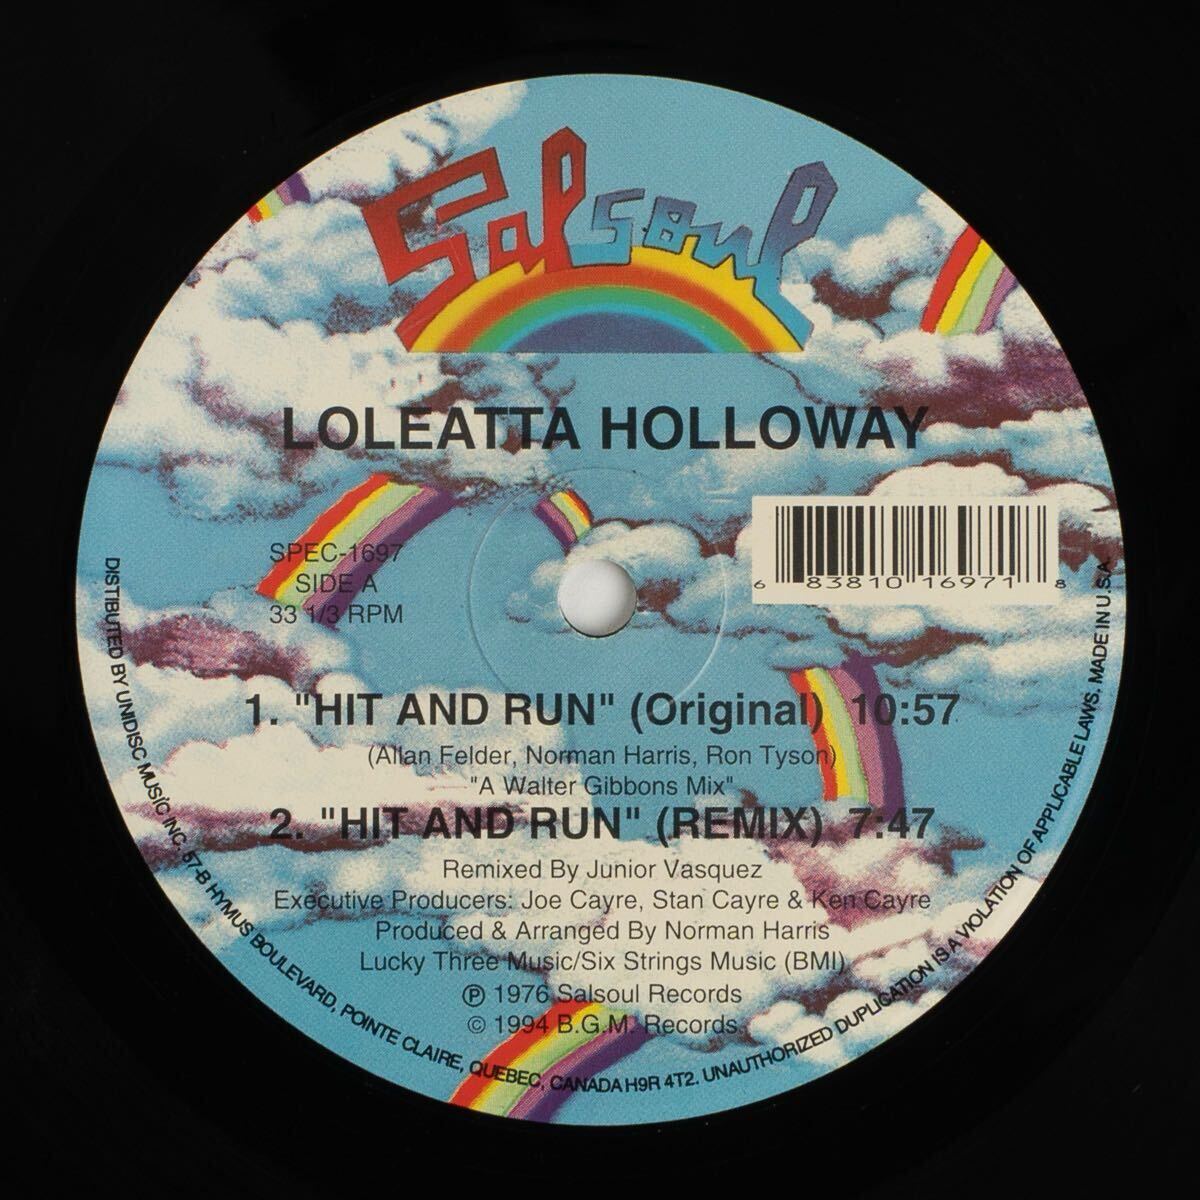 Salsoul
LOLEATTA HOLLOWAY
SPEC-1697
SIDE A
33 1/3 RPM
6 83810 16971 8
1. "HIT AND RUN" (Original) 10:57
(Allan Felder, Norman Harris, Ron Tyson)
"A Walter Gibbons Mix"
2. "HIT AND RUN" (REMIX) 7:47
Remixed By Junior Vasquez
Executive Producers: Joe Cayre, Stan Cayre & Ken Cayre
Produced & Arranged By Norman Harris
Lucky Three Music/Six Strings Music (BMI)
℗ 1976 Salsoul Records
© 1994 B.G.M. Records
DISTIBUTED BY UNIDISC MUSIC INC. 57-B HYMUS BOULEVARD, POINTE CLAIRE, QUEBEC, CANADA H9R 4T2. UNAUTHORIZED DUPLICATION IS A VIOLATION OF APPLICABLE LAWS. MADE IN U.S.A.